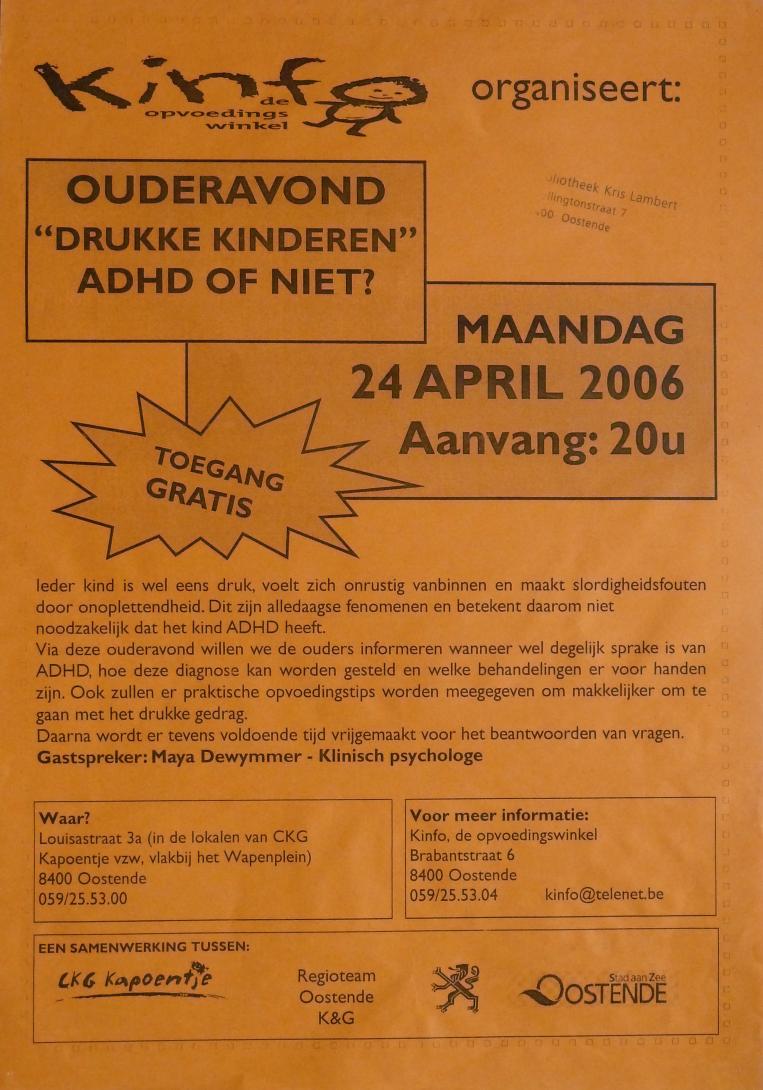 Kinfo
de
opvoedings
winkel
organiseert:
Kris Lambert
7
Oostende
OUDERAVOND
“DRUKKE KINDEREN”
ADHD OF NIET?
MAANDAG
24 APRIL 2006
Aanvang: 20u
TOEGANG
GRATIS
Ieder kind is wel eens druk, voelt zich onrustig vanbinnen en maakt slordigheidsfouten
door onoplettendheid. Dit zijn alledaagse fenomenen en betekent daarom niet
noodzakelijk dat het kind ADHD heeft.
Via deze ouderavond willen we de ouders informeren wanneer wel degelijk sprake is van
ADHD, hoe deze diagnose kan worden gesteld en welke behandelingen er voor handen
zijn. Ook zullen er praktische opvoedingstips worden meegegeven om makkelijker om te
gaan met het drukke gedrag.
Daarna wordt er tevens voldoende tijd vrijgemaakt voor het beantwoorden van vragen.
Gastspreker: Maya Dewymmer - Klinisch psychologe
Waar?
Louisastraat 3a (in de lokalen van CKG
Kapoentje vzw, vlakbij het Wapenplein)
8400 Oostende
059/25.53.00
Voor meer informatie:
Kinfo, de opvoedingswinkel
Brabantstraat 6
8400 Oostende
059/25.53.04 kinfo@telenet.be
EEN SAMENWERKING TUSSEN:
CKG Kapoentje
Regioteam
Oostende
K&G
Stad aan Zee
OOSTENDE